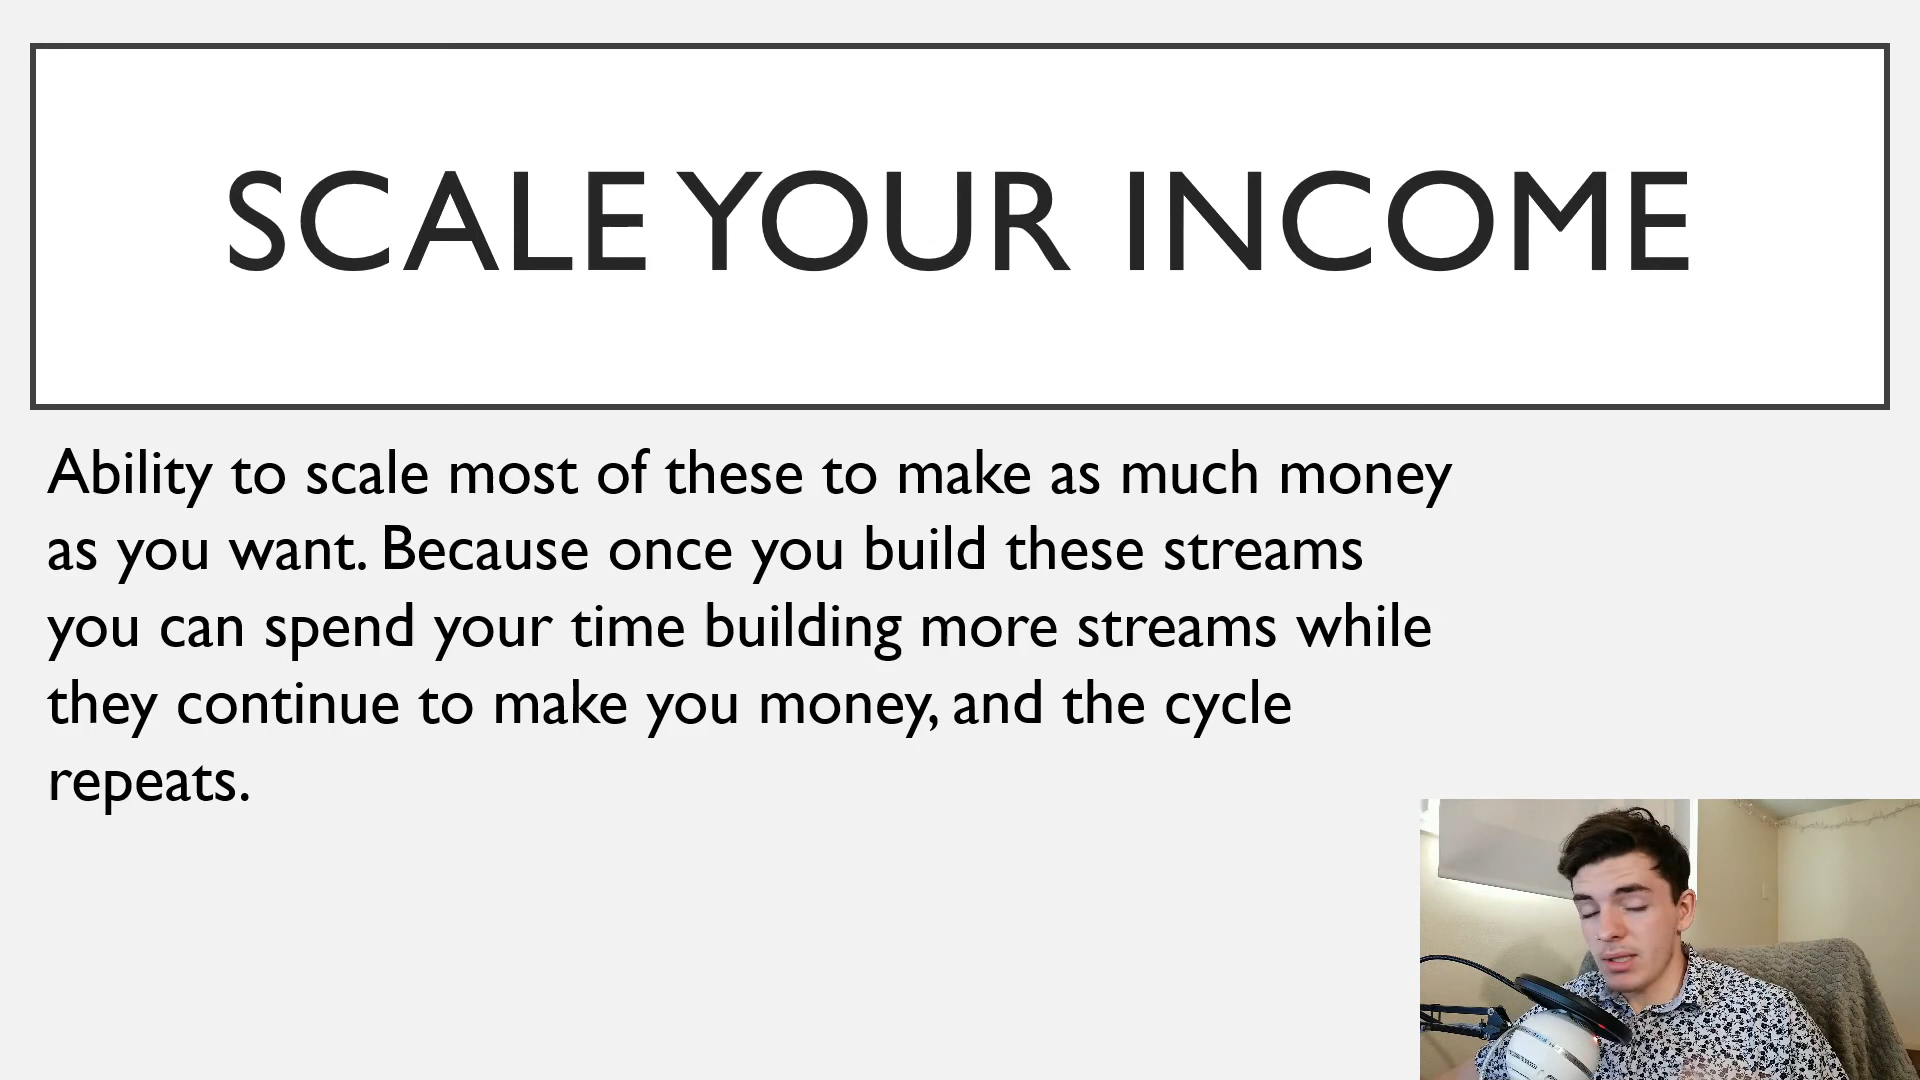 SCALE YOUR INCOME
Ability to scale most of these to make as much money
as you want. Because once you build these streams
you can spend your time building more streams while
they continue to make you money, and the cycle
repeats.